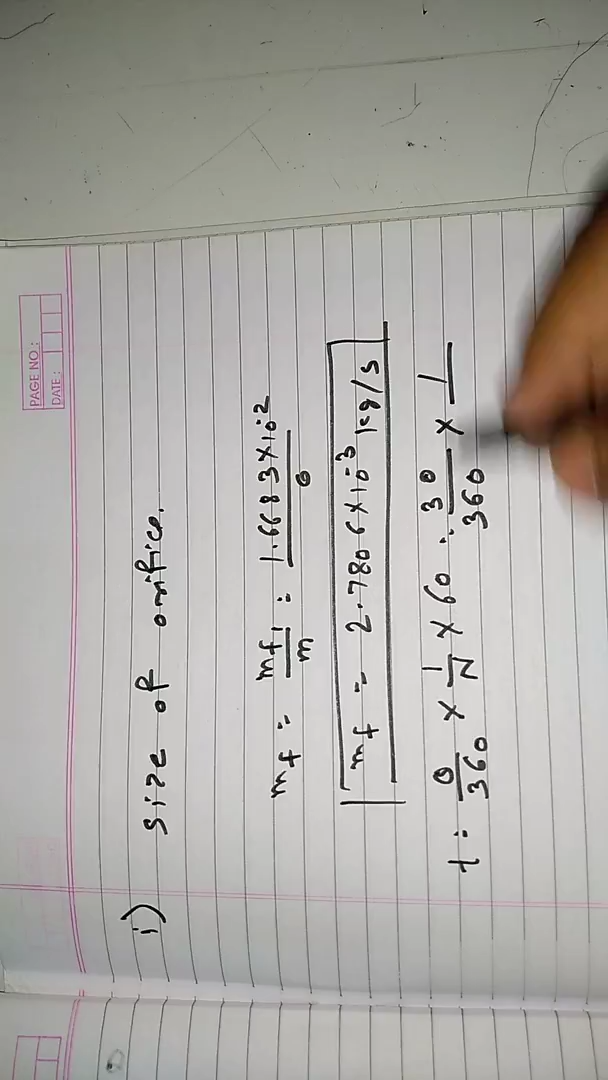 PAGE NO.:
DATE:
i) size of orifice.
mf = mf1/m = 1.6683×10-2/6
mf = 2.7806×10-3 kg/s
t = θ/360 × 1/N × 60 = 30/360 × 1